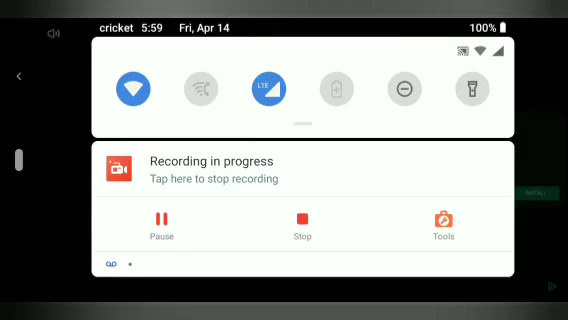 cricket 5:59 Fri, Apr 14 100%
LTE
Recording in progress
Tap here to stop recording
INSTALL
Pause Stop Tools